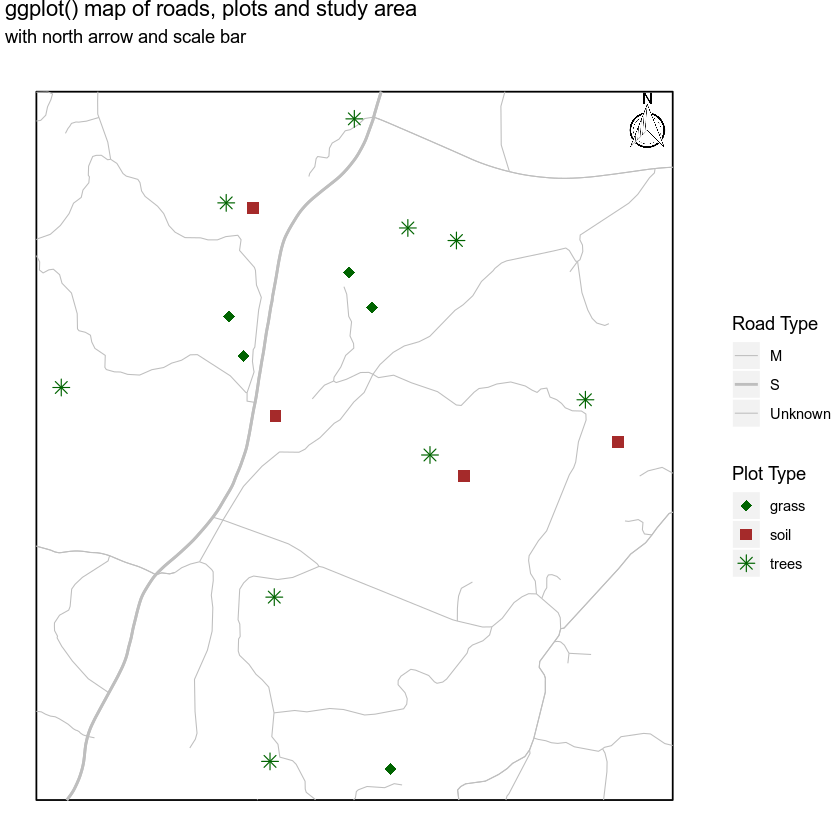 ggplot() map of roads, plots and study area
with north arrow and scale bar
N
Road Type
M
S
Unknown
Plot Type
grass
soil
trees